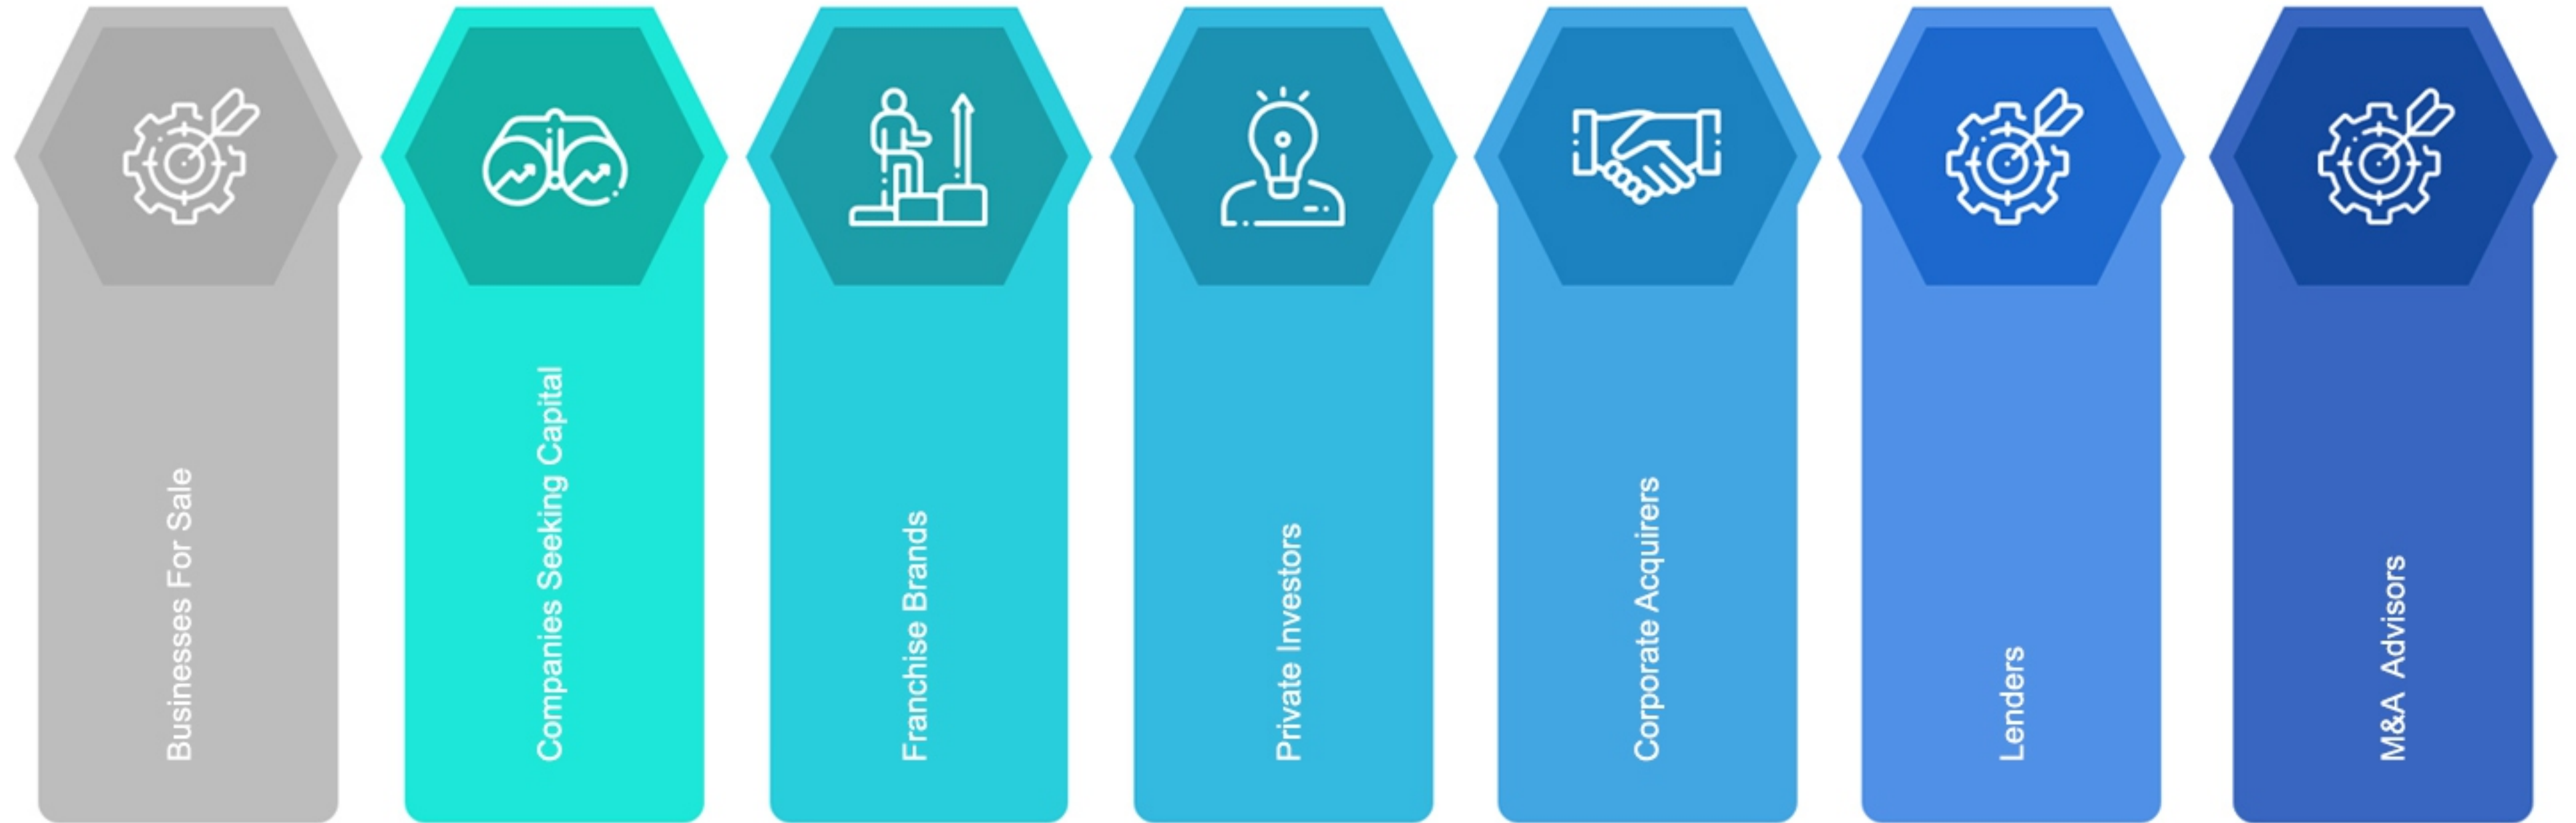 Businesses For Sale
Companies Seeking Capital
Franchise Brands
Private Investors
Corporate Acquirers
Lenders
M&A Advisors